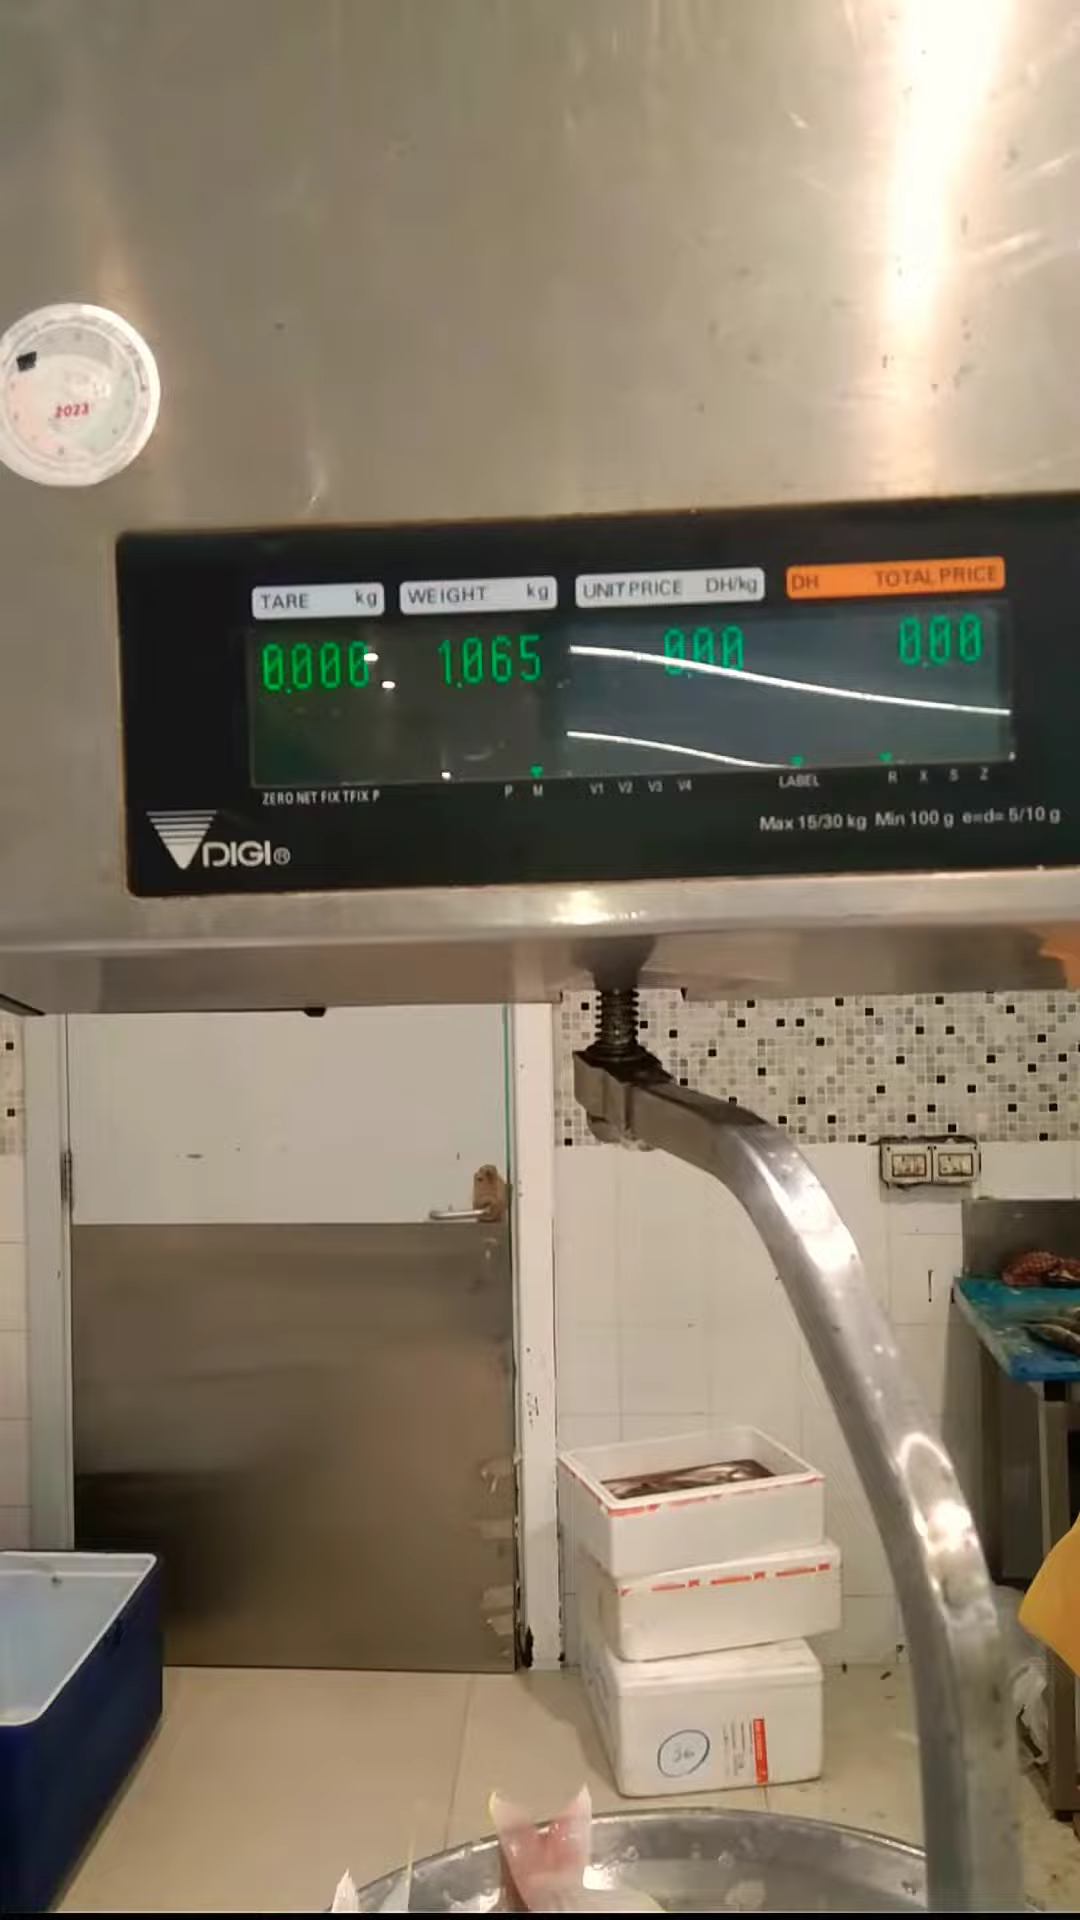 2023
TARE kg
WEIGHT kg
UNIT PRICE DH/kg
DH TOTAL PRICE
0.000
1.065
0.00
0.00
ZERO NET FIX TFIX P
P M
V1 V2 V3 V4
LABEL
R X S Z
Max 15/30 kg Min 100 g e=d= 5/10 g
DIGI®
36